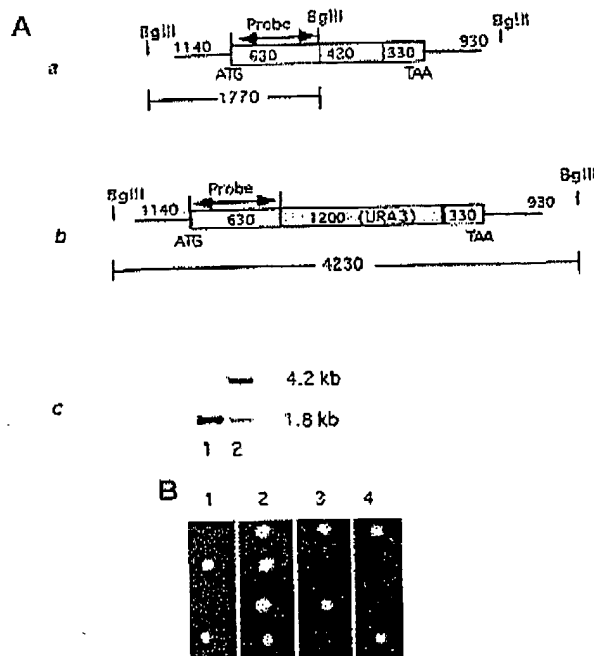 A
a
BglII
1140
Probe
BglII
930
BglII
630
420
330
ATG
TAA
1770
b
BglII
1140
Probe
930
BglII
630
1200 (URA3)
330
ATG
TAA
4230
c
4.2 kb
1.8 kb
1 2
B
1 2 3 4